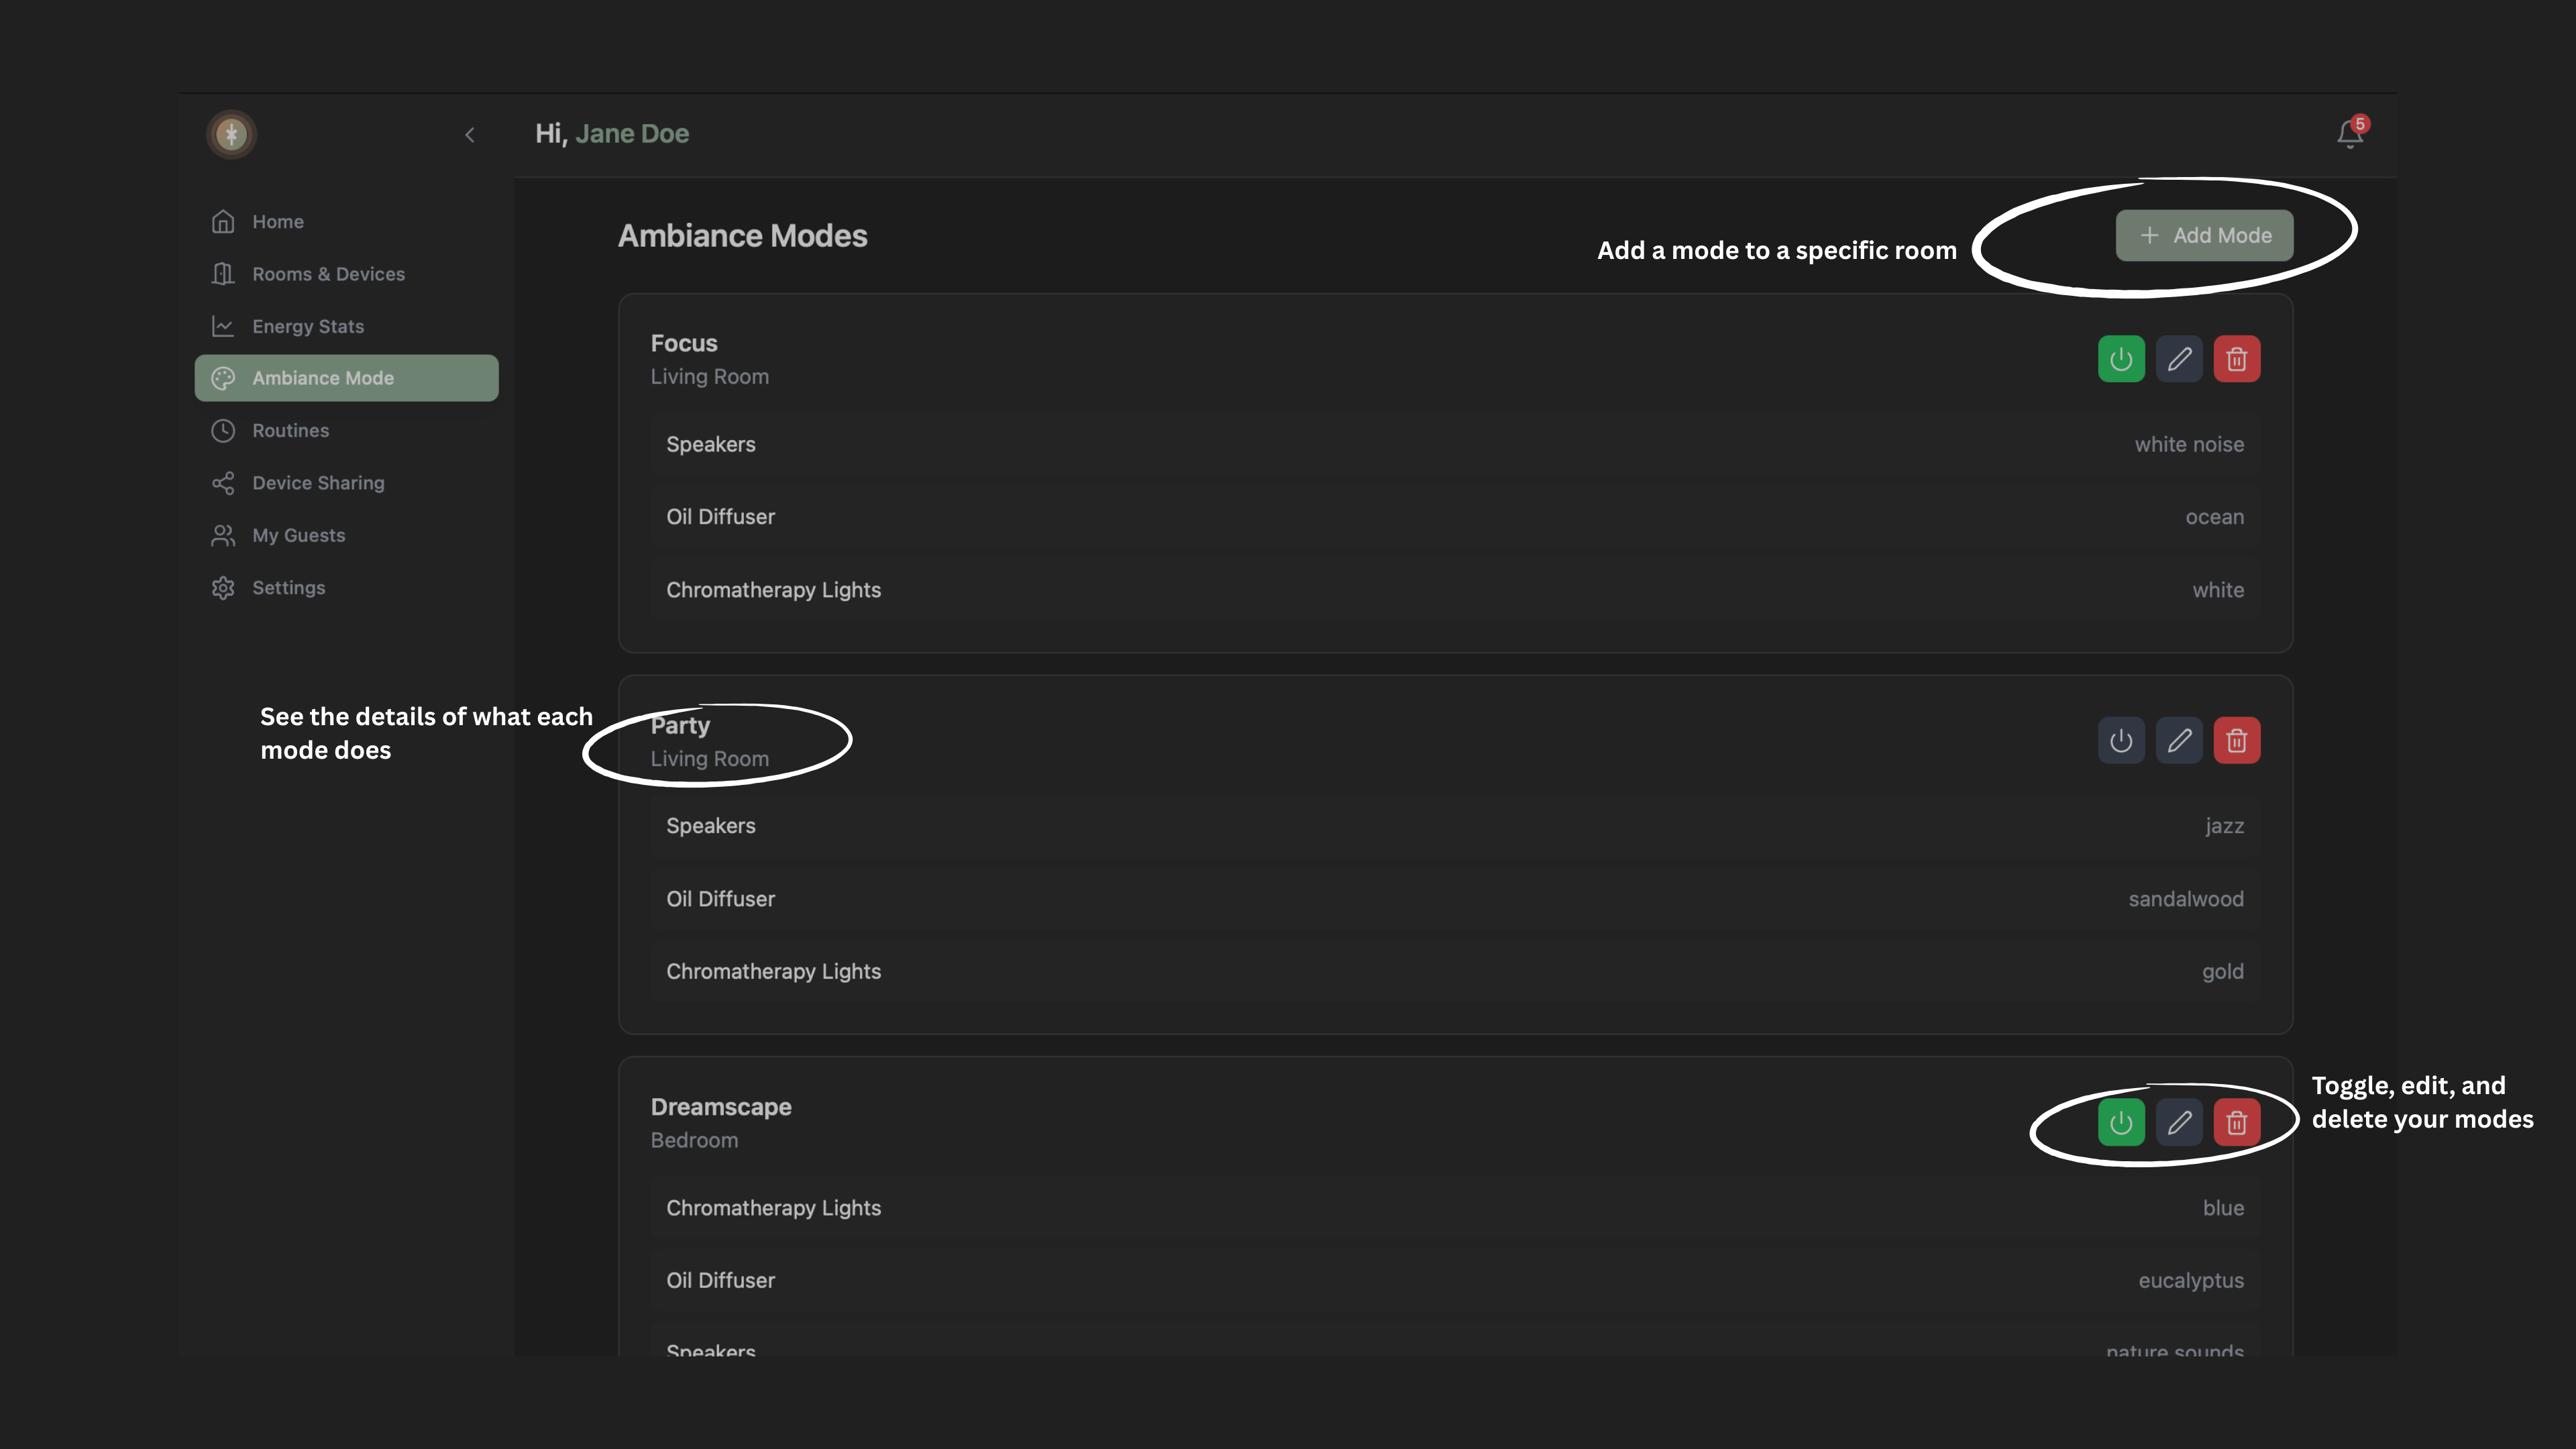 Hi, Jane Doe
5
Home
Rooms & Devices
Energy Stats
Ambiance Mode
Routines
Device Sharing
My Guests
Settings
See the details of what each
mode does
Ambiance Modes
Add a mode to a specific room
+ Add Mode
Focus
Living Room
Speakers
white noise
Oil Diffuser
ocean
Chromatherapy Lights
white
Party
Living Room
Speakers
jazz
Oil Diffuser
sandalwood
Chromatherapy Lights
gold
Dreamscape
Bedroom
Toggle, edit, and
delete your modes
Chromatherapy Lights
blue
Oil Diffuser
eucalyptus
Speakers
nature sounds